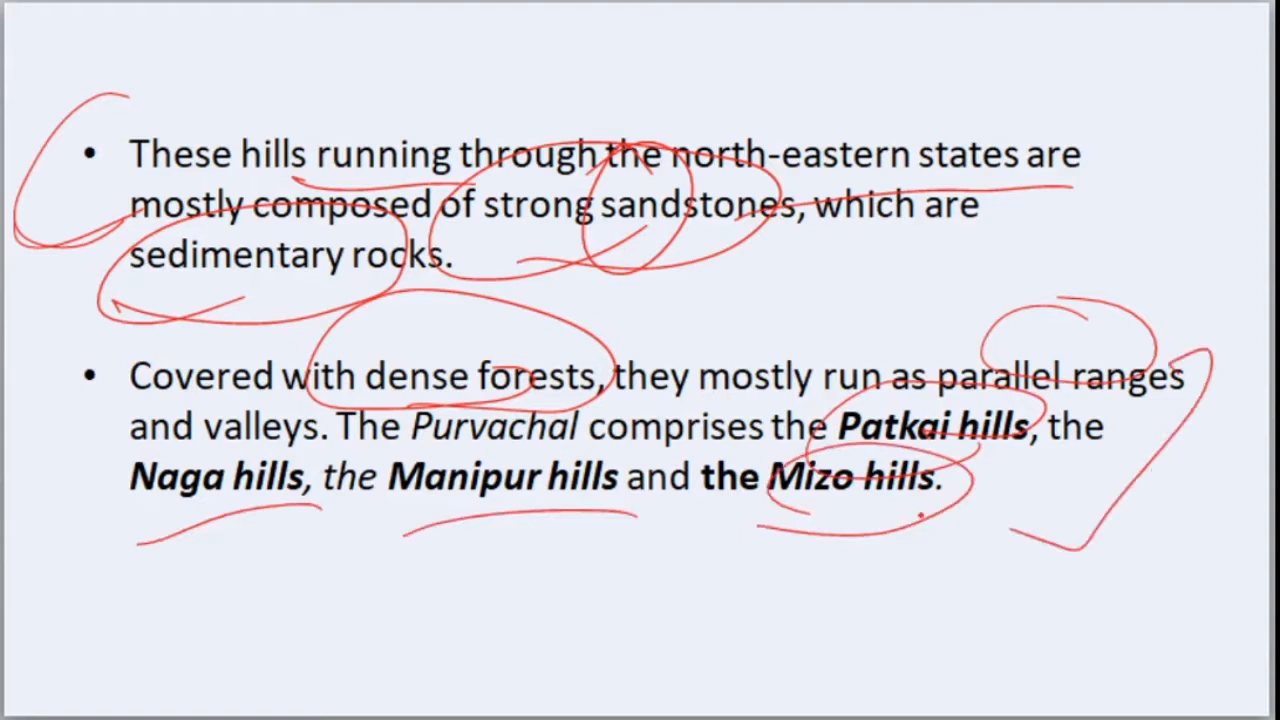 • These hills running through the north-eastern states are
mostly composed of strong sandstones, which are
sedimentary rocks.
• Covered with dense forests, they mostly run as parallel ranges
and valleys. The Purvachal comprises the Patkai hills, the
Naga hills, the Manipur hills and the Mizo hills.